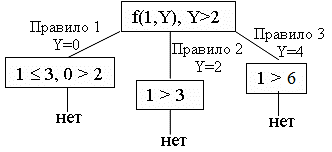 f(1,Y), Y>2
Правило 1
Y=0
Правило 2
Y=2
Правило 3
Y=4
1 ≤ 3, 0 > 2
1 > 3
1 > 6
нет
нет
нет